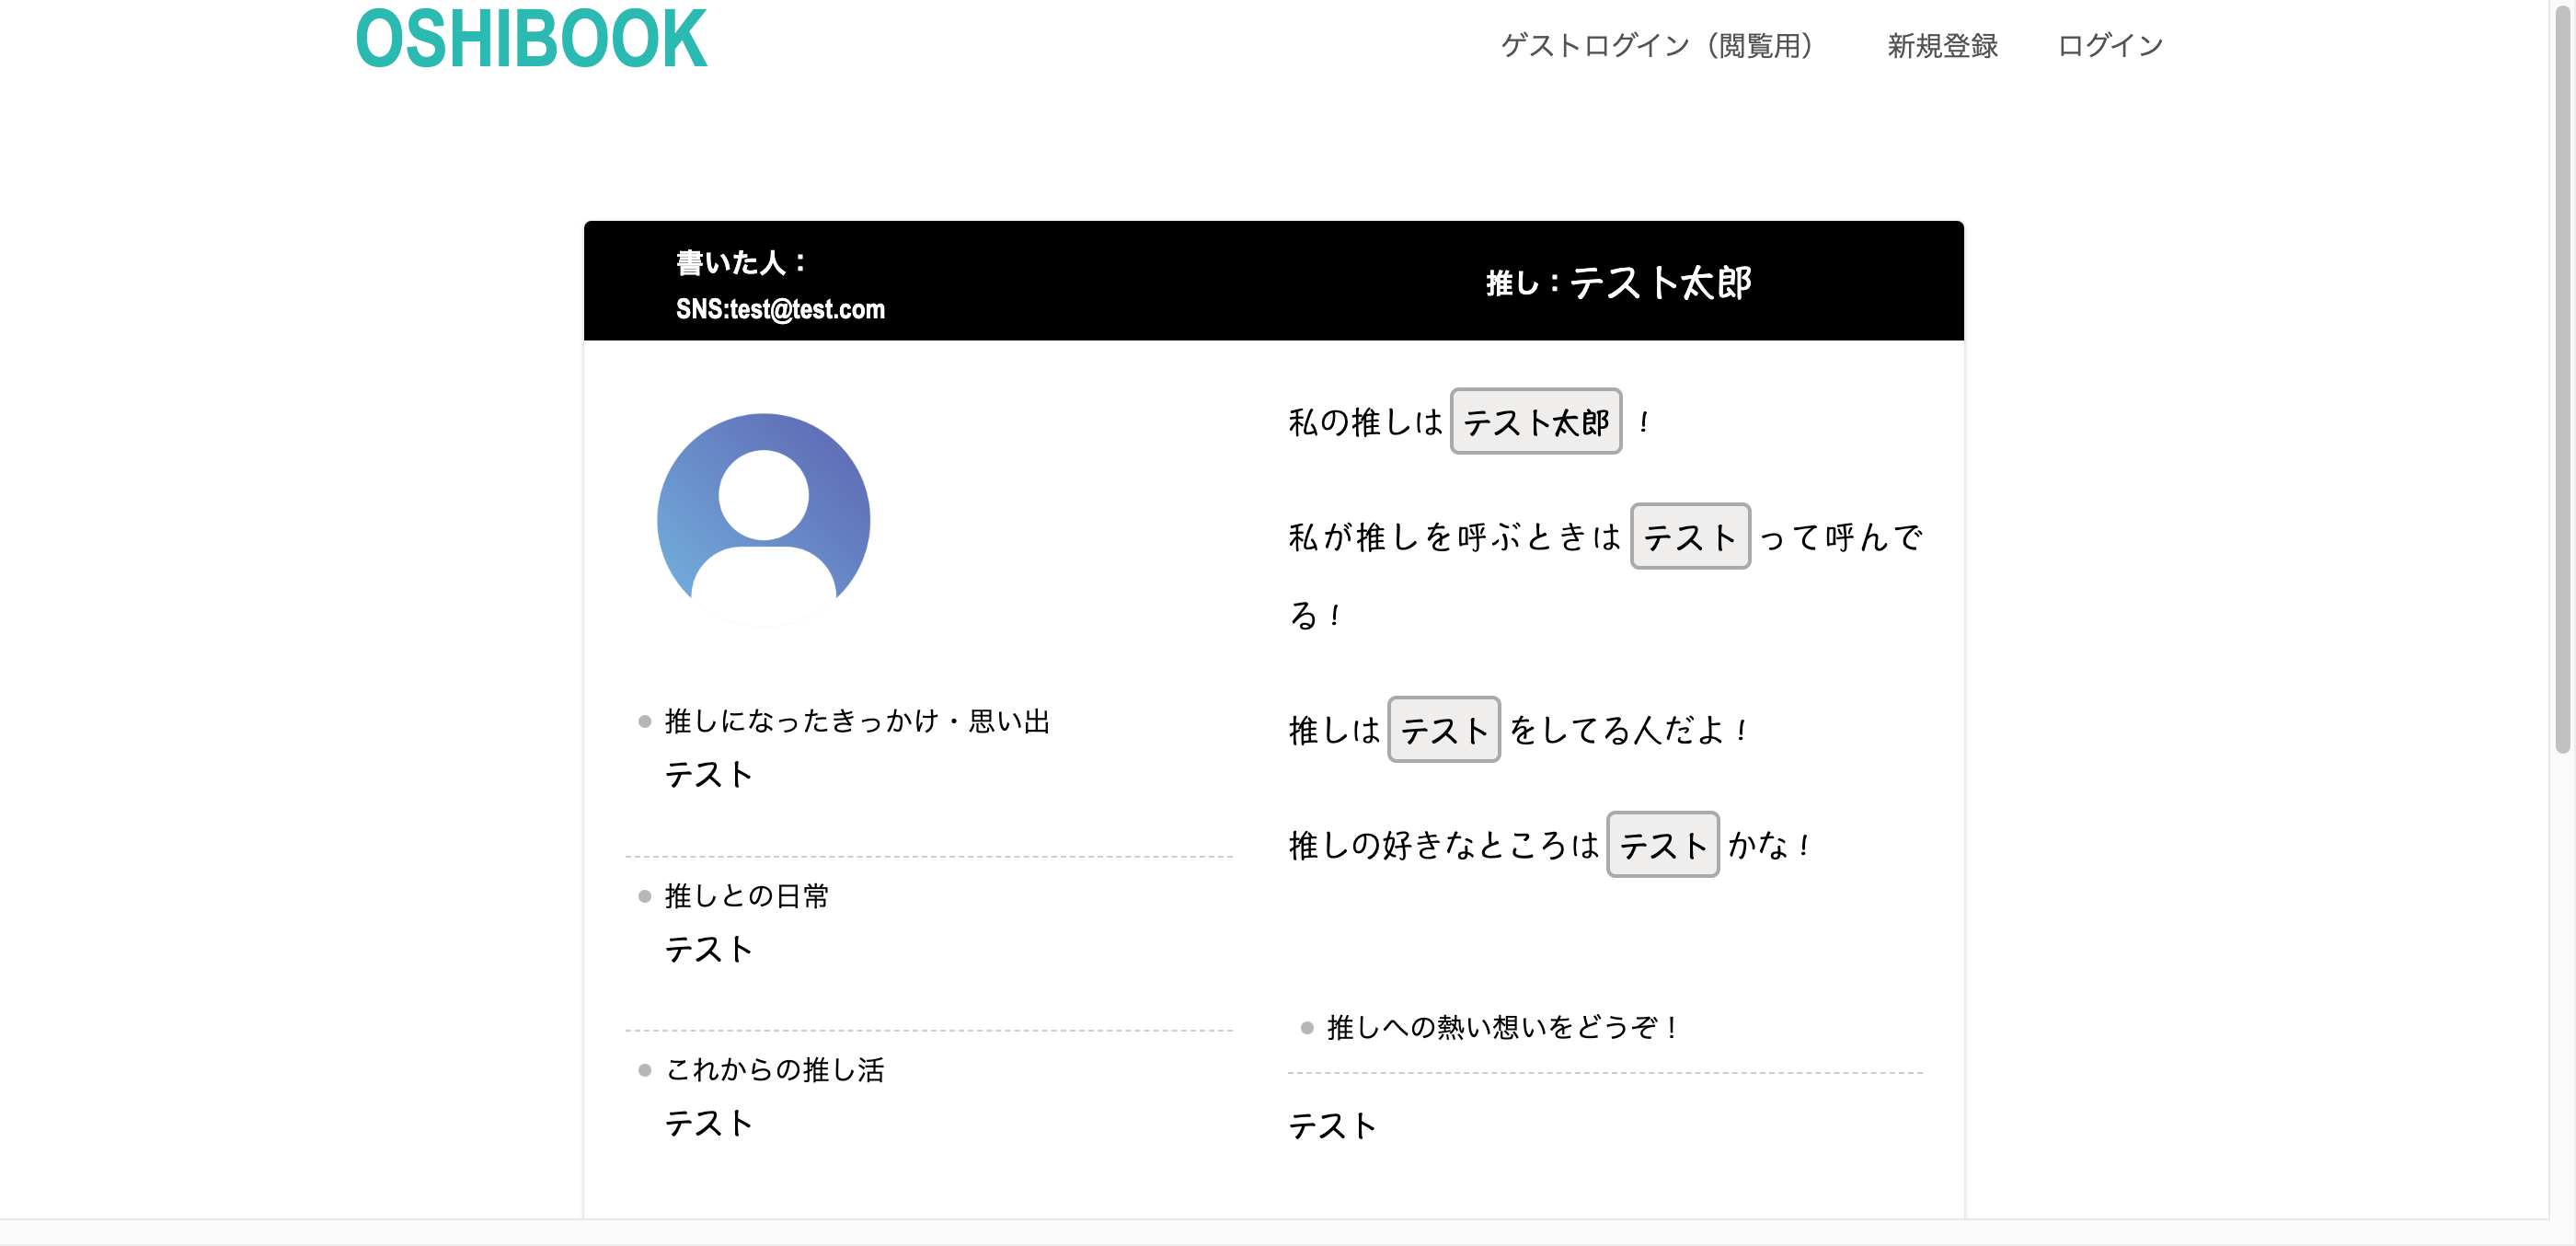 OSHIBOOK
ゲストログイン（閲覧用） 新規登録 ログイン
書いた人：
SNS:test@test.com
推し：テスト太郎
推しになったきっかけ・思い出
テスト
推しとの日常
テスト
これからの推し活
テスト
私の推しは テスト太郎 ！
私が推しを呼ぶときは テスト って呼んで
る！
推しは テスト をしてる人だよ！
推しの好きなところは テスト かな！
推しへの熱い想いをどうぞ！
テスト